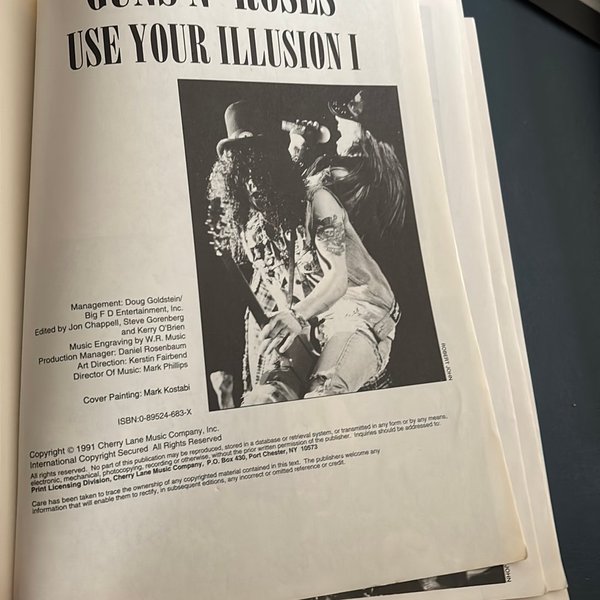 GUNS N' ROSES
USE YOUR ILLUSION I
ROBERT JOHN
Management: Doug Goldstein/
Big F D Entertainment, Inc.
Edited by Jon Chappell, Steve Gorenberg
and Kerry O'Brien
Music Engraving by W.R. Music
Production Manager: Daniel Rosenbaum
Art Direction: Kerstin Fairbend
Director Of Music: Mark Phillips
Cover Painting: Mark Kostabi
ISBN:0-89524-683-X
Copyright © 1991 Cherry Lane Music Company, Inc.
International Copyright Secured All Rights Reserved
All rights reserved. No part of this publication may be reproduced, stored in a database or retrieval system, or transmitted in any form or by any means,
electronic, mechanical, photocopying, recording or otherwise, without the prior written permission of the publisher. Inquiries should be addressed to:
Print Licensing Division, Cherry Lane Music Company, P.O. Box 430, Port Chester, NY 10573
Care has been taken to trace the ownership of any copyrighted material contained in this text. The publishers welcome any
information that will enable them to rectify, in subsequent editions, any incorrect or omitted reference or credit.
JOHN